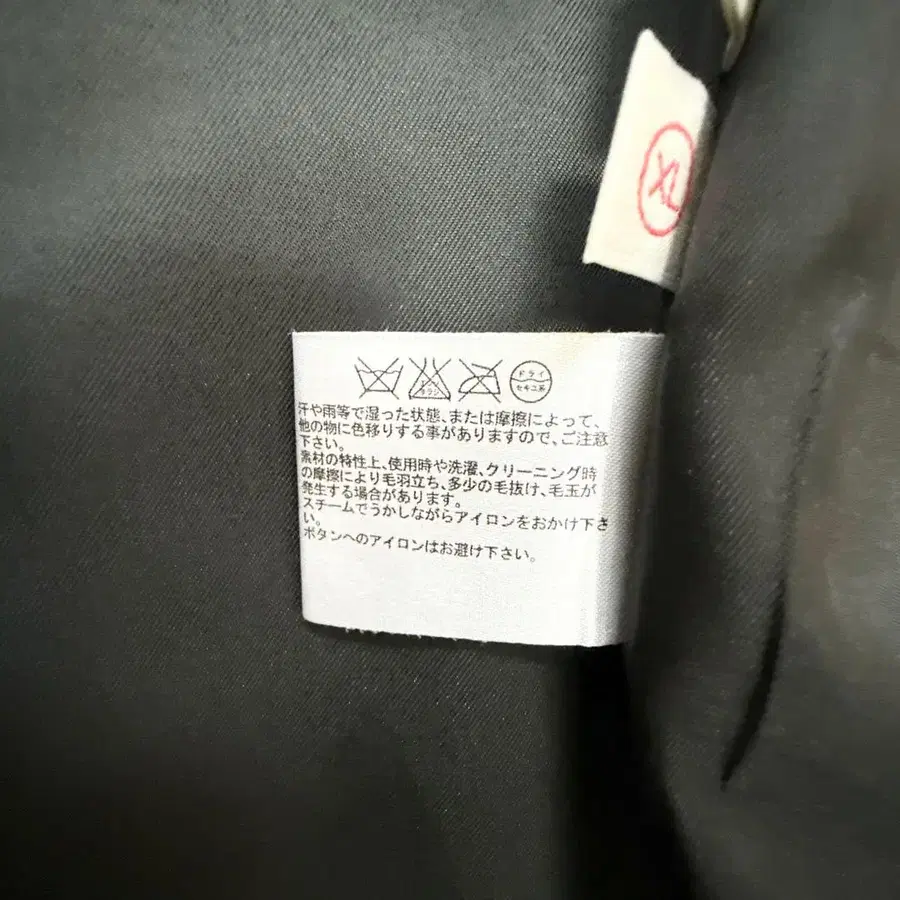 XL
エンソ サラシ
ドライ
セキユ系
汗や雨等で湿った状態、または摩擦によって、
他の物に色移りする事がありますので、ご注意
下さい。
素材の特性上、使用時や洗濯、クリーニング時
の摩擦により毛羽立ち、多少の毛抜け、毛玉が
発生する場合があります。
スチームでうかしながらアイロンをおかけ下さ
い。
ボタンへのアイロンはお避け下さい。